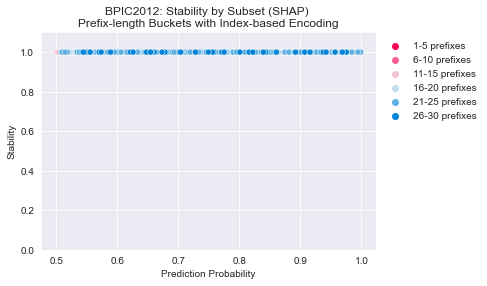 BPIC2012: Stability by Subset (SHAP)
Prefix-length Buckets with Index-based Encoding
1-5 prefixes
6-10 prefixes
11-15 prefixes
16-20 prefixes
21-25 prefixes
26-30 prefixes
Stability
1.0
0.8
0.6
0.4
0.2
0.0
0.5 0.6 0.7 0.8 0.9 1.0
Prediction Probability